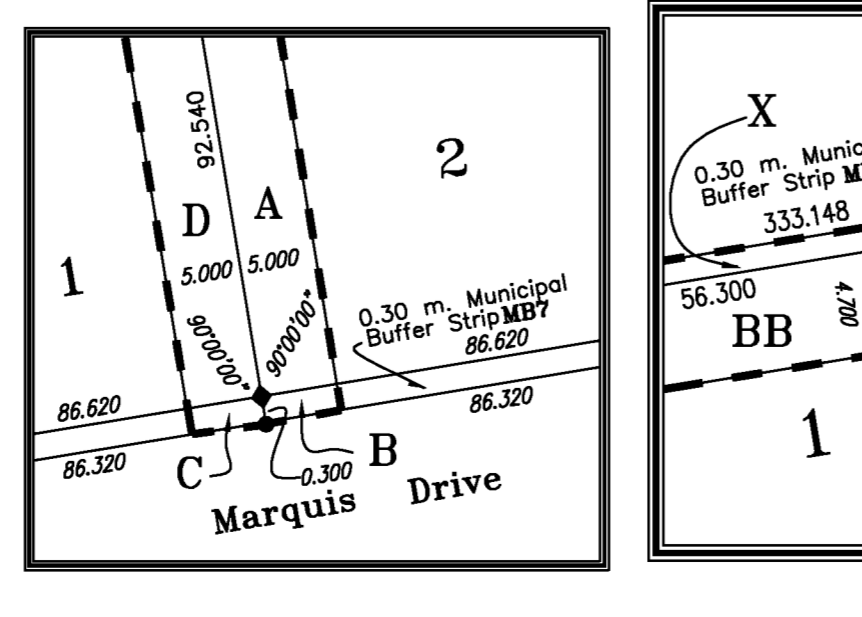 92.540
2
D A
1
5.000 5.000
90°00'00" 90°00'00"
0.30 m. Municipal
Buffer Strip MB7
86.620
86.620
86.320
86.320
C
0.300
B
Marquis Drive
X
0.30 m.
Buffer Strip
333.148
56.300
4.700
BB
1